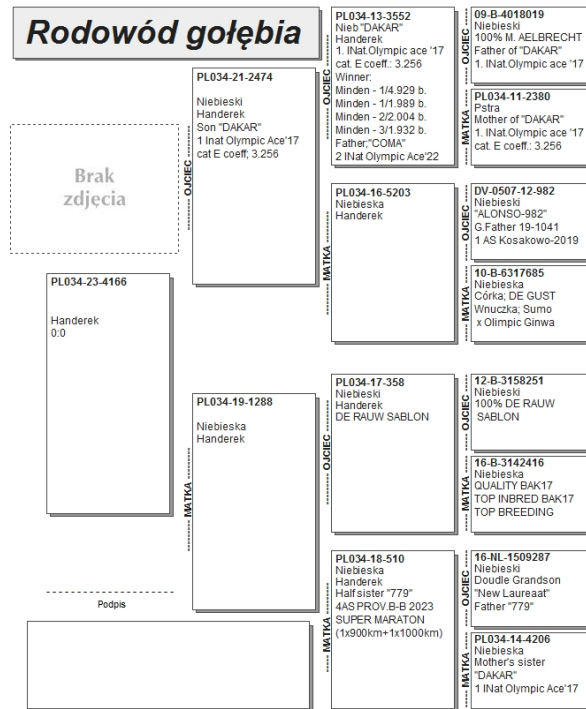 Rodowód gołębia
Brak
zdjęcia
PL034-23-4166
Handerek
0:0
Podpis
OJCIEC
PL034-21-2474
Niebieski
Handerek
Son "DAKAR"
1 Inat Olympic Ace'17
cat E coeff; 3.256
MATKA
PL034-19-1288
Niebieska
Handerek
OJCIEC
PL034-13-3552
Nieb "DAKAR"
Handerek
1. INat.Olympic ace '17
cat. E coeff.: 3.256
Winner:
Minden - 1/4.929 b.
Minden - 1/1.989 b.
Minden - 2/2.004 b.
Minden - 3/1.932 b.
Father;"COMA"
2 INat Olympic Ace'22
MATKA
PL034-16-5203
Niebieska
Handerek
OJCIEC
PL034-17-358
Niebieski
Handerek
DE RAUW SABLON
MATKA
PL034-18-510
Niebieska
Handerek
Half sister "779"
4AS PROV.B-B 2023
SUPER MARATON
(1x900km+1x1000km)
OJCIEC
09-B-4018019
Niebieski
100% M. AELBRECHT
Father of "DAKAR"
1. INat.Olympic ace '17
MATKA
PL034-11-2380
Pstra
Mother of "DAKAR"
1. INat.Olympic ace '17
cat. E coeff.: 3.256
OJCIEC
DV-0507-12-982
Niebieski
"ALONSO-982"
G.Father 19-1041
1 AS Kosakowo-2019
MATKA
10-B-6317685
Niebieska
Córka; DE GUST
Wnuczka; Sumo
x Olimpic Ginwa
OJCIEC
12-B-3158251
Niebieski
100% DE RAUW
SABLON
MATKA
16-B-3142416
Niebieska
QUALITY BAK17
TOP INBRED BAK17
TOP BREEDING
OJCIEC
16-NL-1509287
Niebieski
Doudle Grandson
"New Laureaat"
Father "779"
MATKA
PL034-14-4206
Niebieska
Mother's sister
"DAKAR"
1 INat Olympic Ace'17